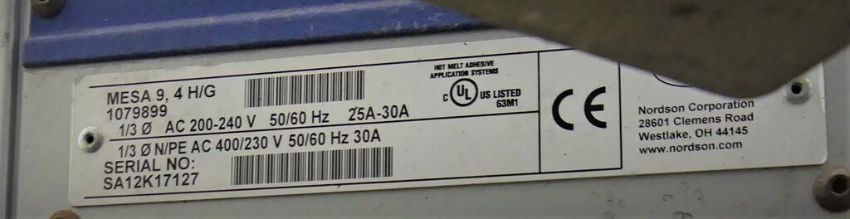 MESA 9, 4 H/G
1079899
1/3 Ø AC 200-240 V 50/60 Hz 25A-30A
1/3 Ø N/PE AC 400/230 V 50/60 Hz 30A
SERIAL NO:
SA12K17127
HOT MELT ADHESIVE
APPLICATION SYSTEMS
C UL US LISTED
63M1
CE
Nordson Corporation
28601 Clemens Road
Westlake, OH 44145
www.nordson.com